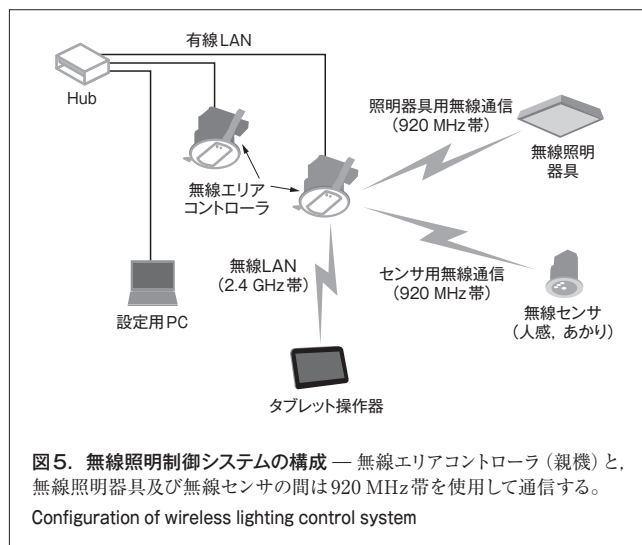 有線LAN
Hub
照明器具用無線通信
(920 MHz帯)
無線照明
器具
無線エリア
コントローラ
無線LAN
(2.4 GHz帯)
センサ用無線通信
(920 MHz帯)
設定用PC
無線センサ
(人感，あかり)
タブレット操作器
図5．無線照明制御システムの構成 — 無線エリアコントローラ（親機）と，
無線照明器具及び無線センサの間は920 MHz帯を使用して通信する。
Configuration of wireless lighting control system